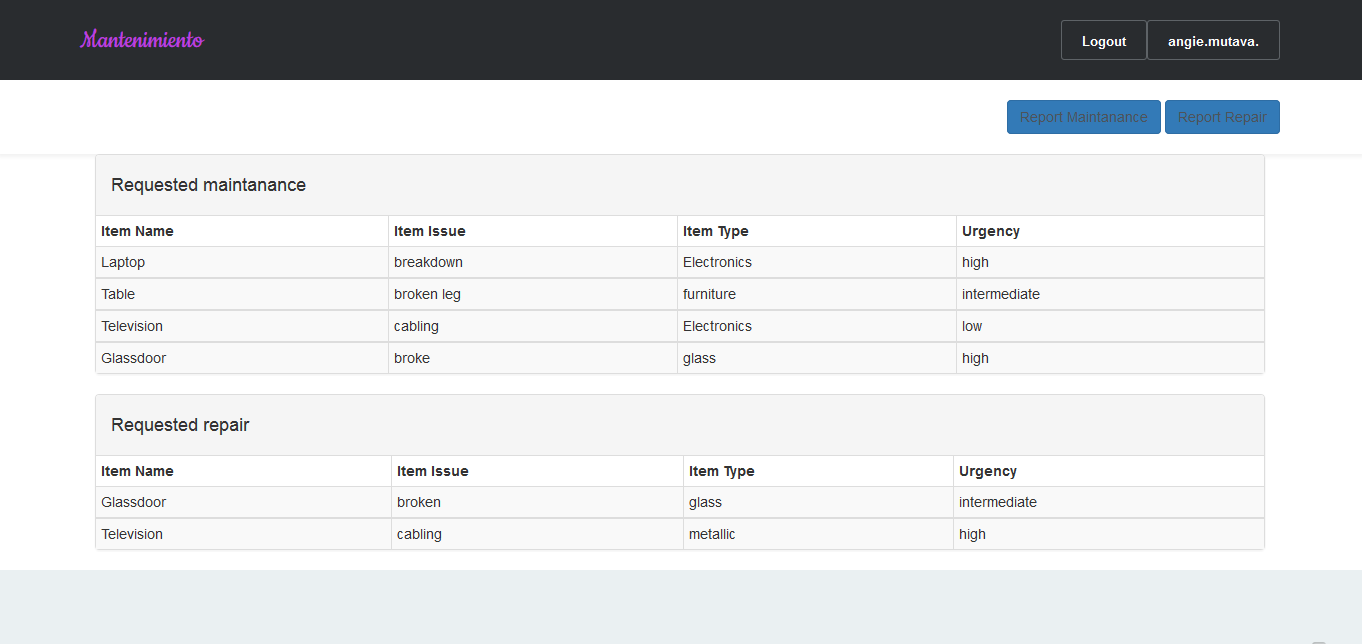 Mantenimiento
Logout angie.mutava.
Report Maintanance Report Repair
Requested maintanance
Item Name Item Issue Item Type Urgency
Laptop breakdown Electronics high
Table broken leg furniture intermediate
Television cabling Electronics low
Glassdoor broke glass high
Requested repair
Item Name Item Issue Item Type Urgency
Glassdoor broken glass intermediate
Television cabling metallic high